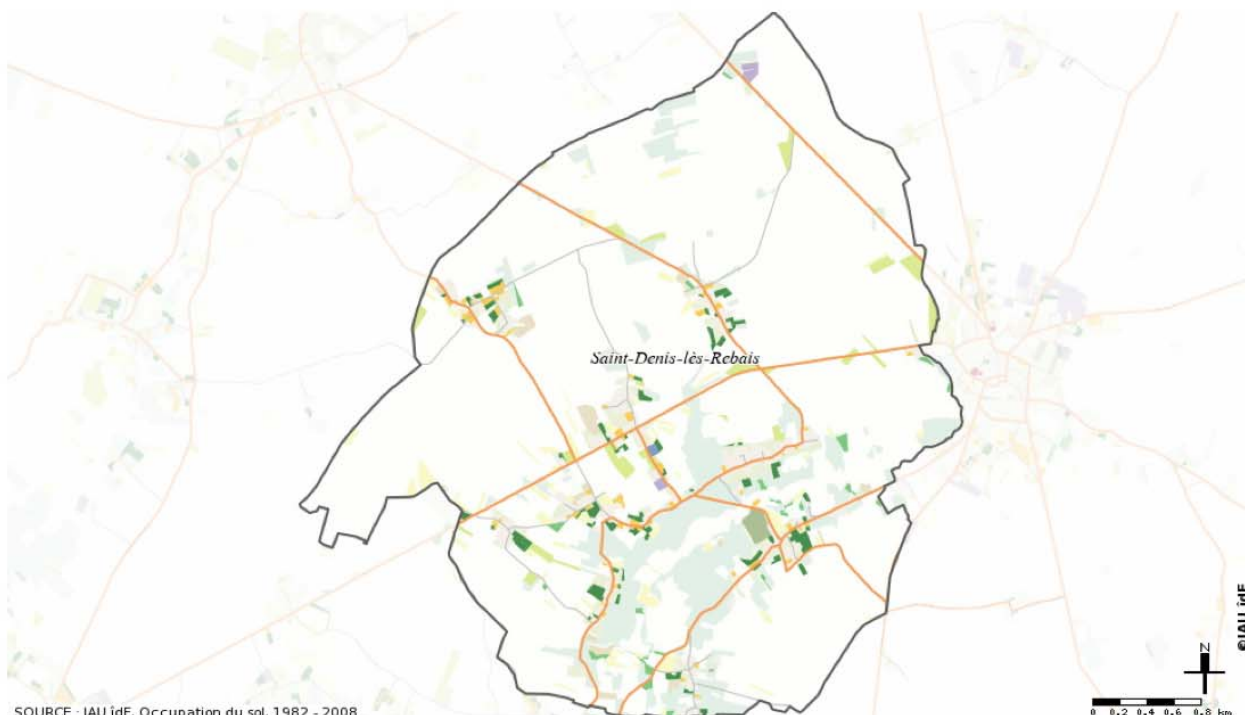 Saint-Denis-lès-Rebais
©IAU îdF
N
0 0.2 0.4 0.6 0.8 km
SOURCE : IAU îdF, Occupation du sol, 1982 - 2008